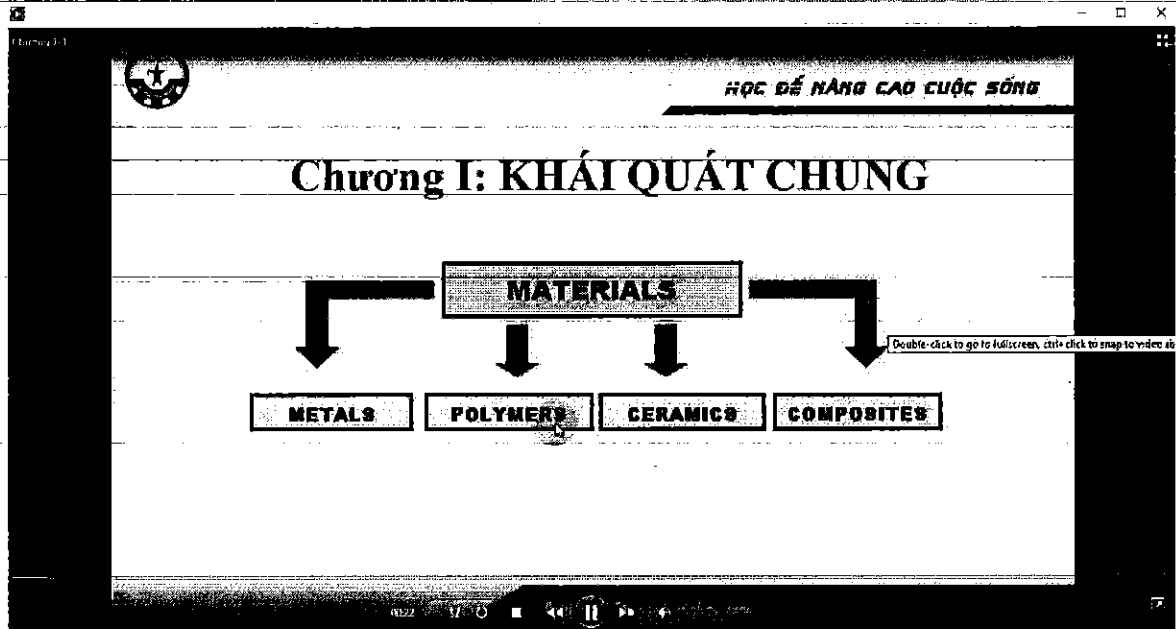 HỌC ĐỂ NÂNG CAO CUỘC SỐNG
Chương I: KHÁI QUÁT CHUNG
MATERIALS
Double-click to go to fullscreen, ctrl+ click to snap to video
METALS
POLYMERS
CERAMICS
COMPOSITES